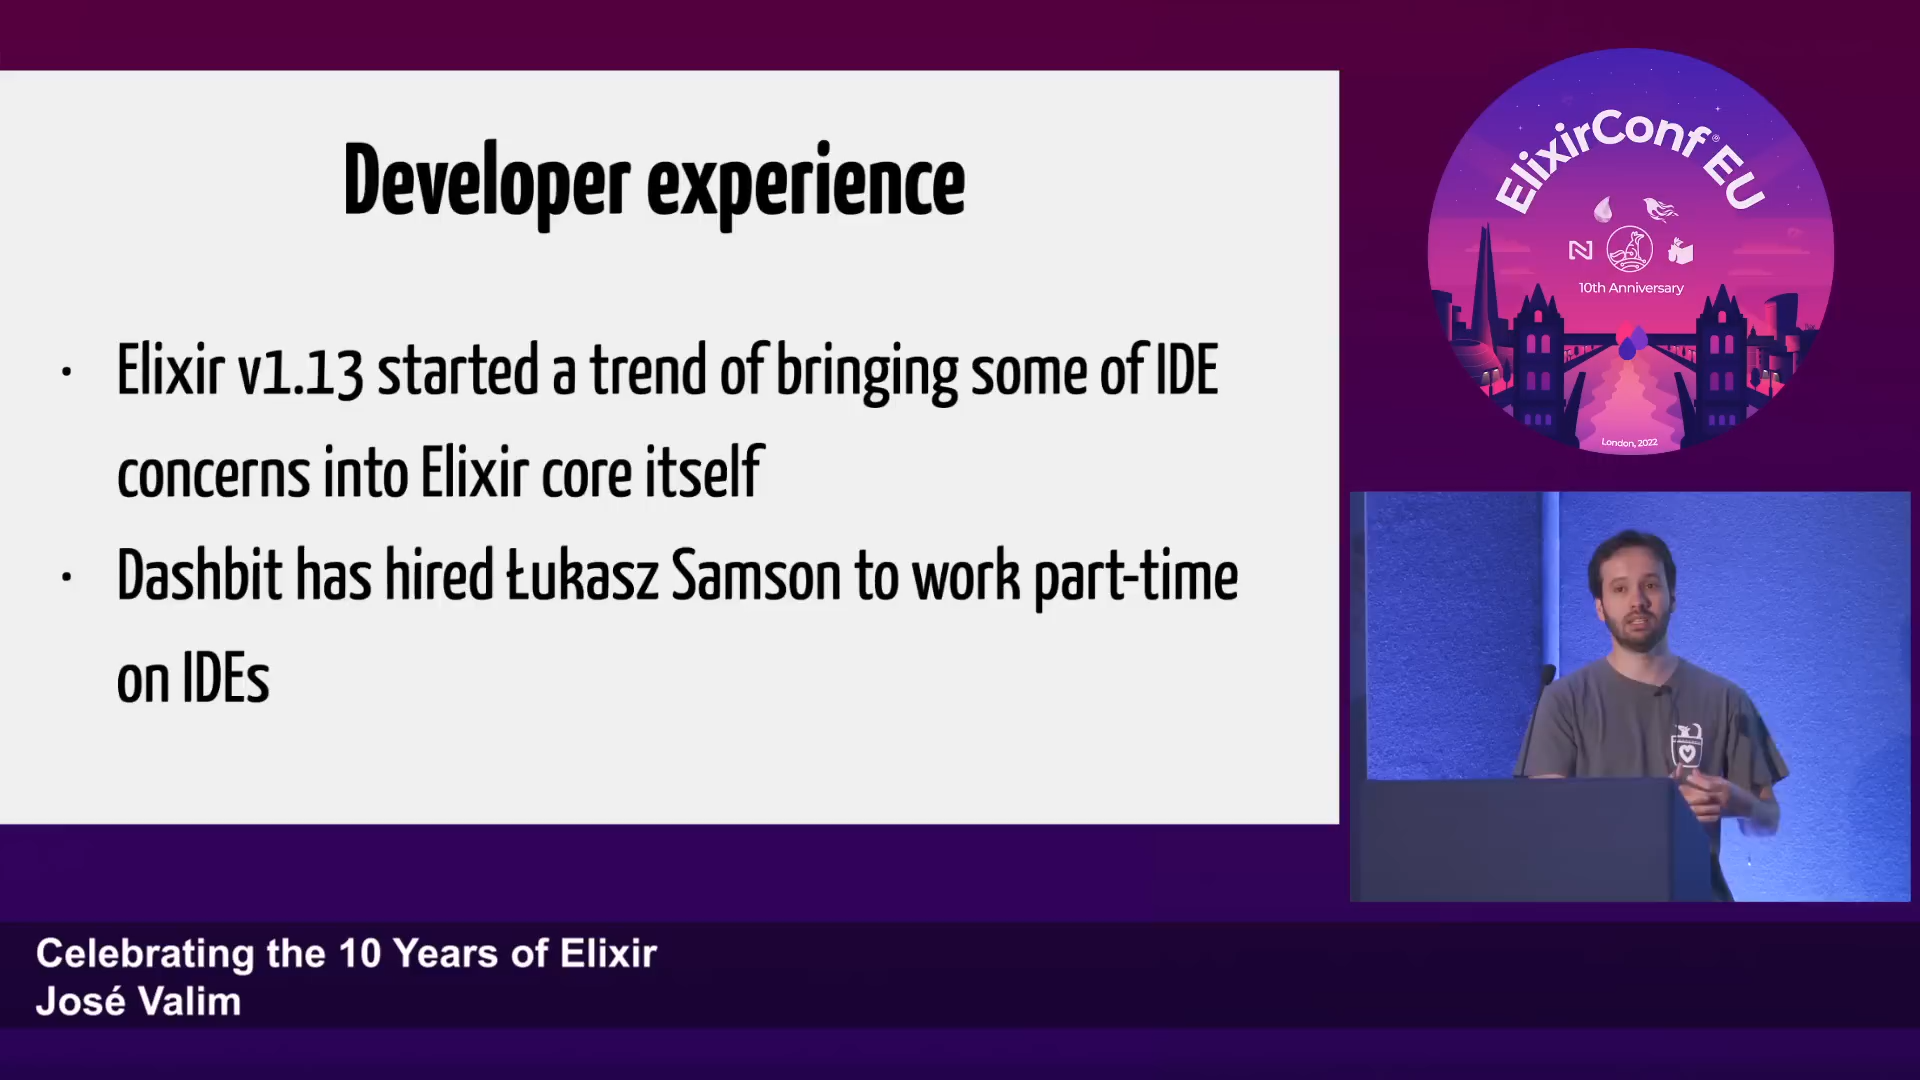 Developer experience
· Elixir v1.13 started a trend of bringing some of IDE
concerns into Elixir core itself
· Dashbit has hired Łukasz Samson to work part-time
on IDEs
ElixirConf® EU
10th Anniversary
London, 2022
Celebrating the 10 Years of Elixir
José Valim